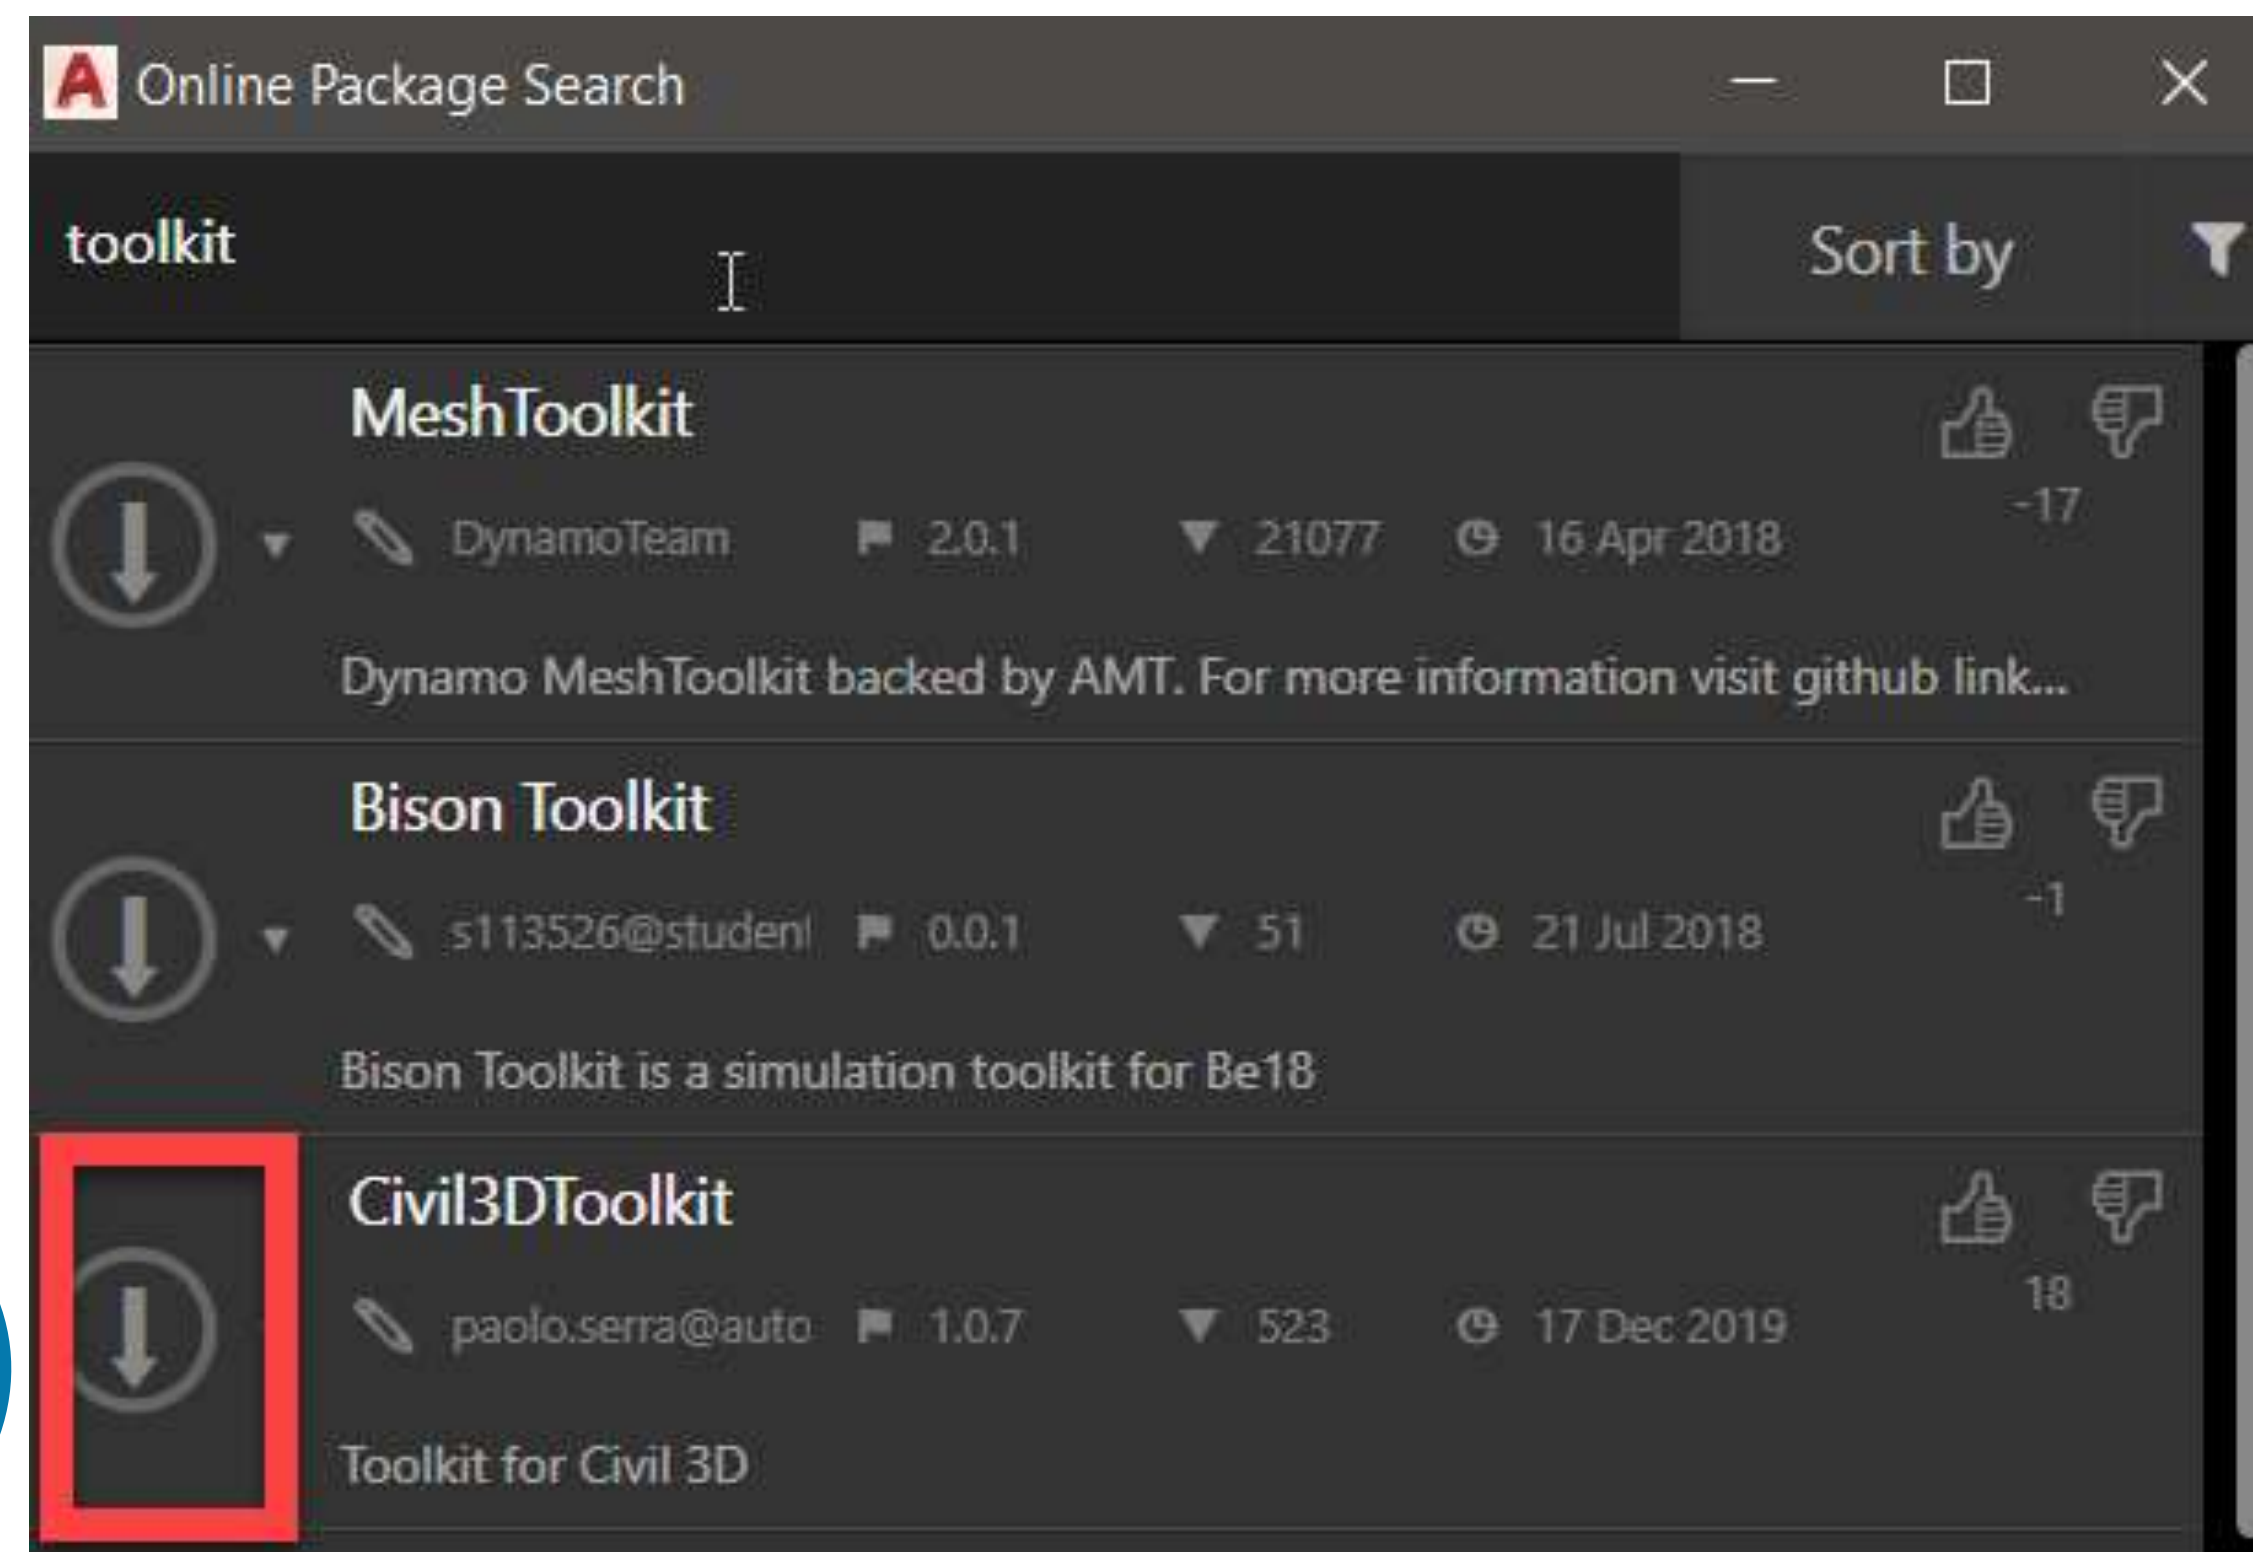 A Online Package Search
toolkit
Sort by
MeshToolkit
DynamoTeam 2.0.1 21077 16 Apr 2018 -17
Dynamo MeshToolkit backed by AMT. For more information visit github link...
Bison Toolkit
s113526@student 0.0.1 51 21 Jul 2018 -1
Bison Toolkit is a simulation toolkit for Be18
Civil3DToolkit
paolo.serra@auto 1.0.7 523 17 Dec 2019 18
Toolkit for Civil 3D